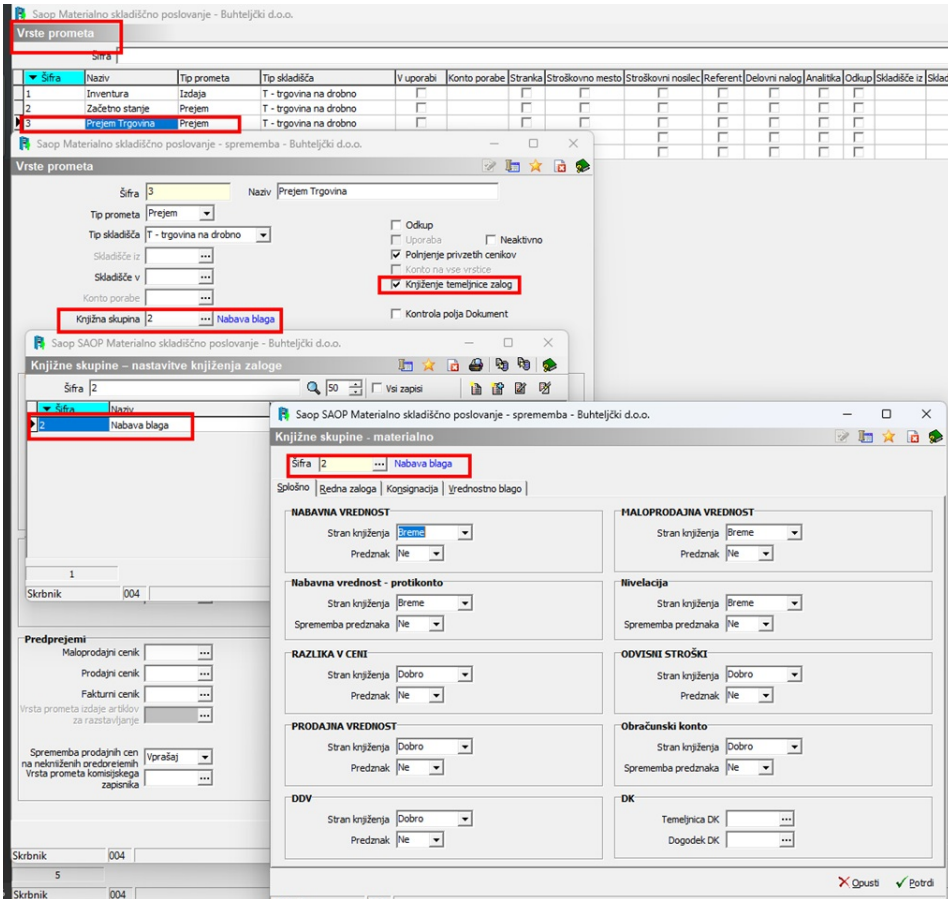 Saop Materialno skladiščno poslovanje - Buhteljčki d.o.o.
Vrste prometa
Šifra
Šifra Naziv Tip prometa Tip skladišča V uporabi Konto porabe Stranka Stroškovno mesto Stroškovni nosilec Referent Delovni nalog Analitika Odkup Skladišče iz Sklad
1 Inventura Izdaja T - trgovina na drobno
2 Začetno stanje Prejem T - trgovina na drobno
3 Prejem Trgovina Prejem T - trgovina na drobno
Saop Materialno skladiščno poslovanje - sprememba - Buhteljčki d.o.o.
Vrste prometa
Šifra 3 Naziv Prejem Trgovina
Tip prometa Prejem
Tip skladišča T - trgovina na drobno
Skladišče iz ...
Skladišče v ...
Konto porabe ...
Knjižna skupina 2 ... Nabava blaga
Odkup
Uporaba Neaktivno
Polnjenje privzetih cenikov
Konto na vse vrstice
Knjiženje temeljnice zalog
Kontrola polja Dokument
Saop SAOP Materialno skladiščno poslovanje - Buhteljčki d.o.o.
Knjižne skupine – nastavitve knjiženja zaloge
Šifra 2 50 Vsi zapisi
Šifra Naziv
2 Nabava blaga
1
Skrbnik 004
Predprejemi
Maloprodajni cenik ...
Prodajni cenik ...
Fakturni cenik ...
Vrsta prometa izdaje artiklov
za razstavljanje ...
Sprememba prodajnih cen
na neknjiženih predprejemih Vprašaj
Vrsta prometa komisijskega
zapisnika ...
Skrbnik 004
5
Skrbnik 004
Saop SAOP Materialno skladiščno poslovanje - sprememba - Buhteljčki d.o.o.
Knjižne skupine - materialno
Šifra 2 ... Nabava blaga
Splošno Redna zaloga Konsignacija Vrednostno blago
NABAVNA VREDNOST
Stran knjiženja Breme
Predznak Ne
MALOPRODAJNA VREDNOST
Stran knjiženja Breme
Predznak Ne
Nabavna vrednost - protikonto
Stran knjiženja Breme
Sprememba predznaka Ne
Nivelacija
Stran knjiženja Breme
Sprememba predznaka Ne
RAZLIKA V CENI
Stran knjiženja Dobro
Predznak Ne
ODVISNI STROŠKI
Stran knjiženja Dobro
Predznak Ne
PRODAJNA VREDNOST
Stran knjiženja Dobro
Predznak Ne
Obračunski konto
Stran knjiženja Dobro
Sprememba predznaka Ne
DDV
Stran knjiženja Dobro
Predznak Ne
DK
Temeljnica DK ...
Dogodek DK ...
Opusti Potrdi